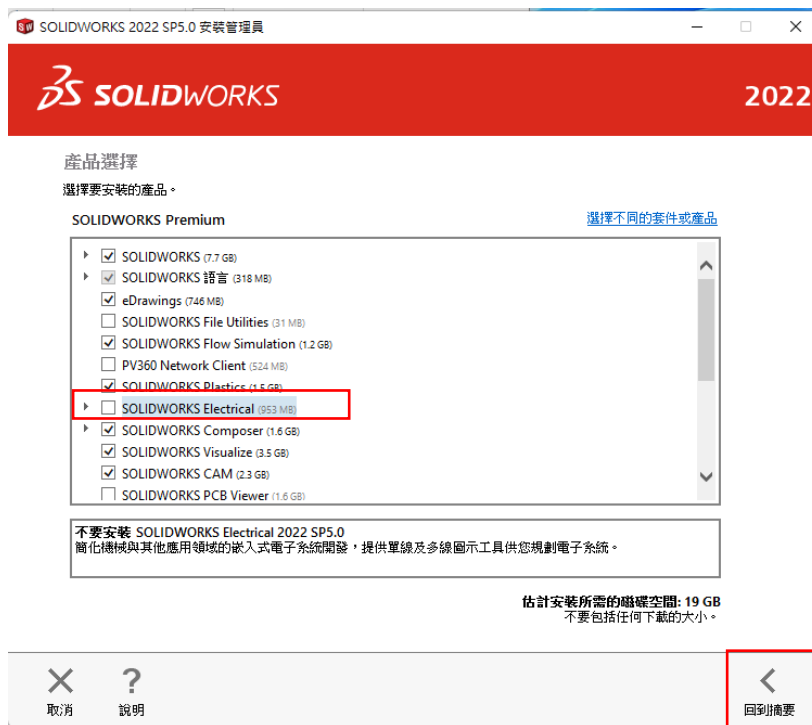 SOLIDWORKS 2022 SP5.0 安裝管理員
SOLIDWORKS 2022
產品選擇
選擇要安裝的產品。
SOLIDWORKS Premium 選擇不同的套件或產品
SOLIDWORKS (7.7 GB)
SOLIDWORKS 語言 (318 MB)
eDrawings (746 MB)
SOLIDWORKS File Utilities (31 MB)
SOLIDWORKS Flow Simulation (1.2 GB)
PV360 Network Client (524 MB)
SOLIDWORKS Plastics (1.5 GB)
SOLIDWORKS Electrical (953 MB)
SOLIDWORKS Composer (1.6 GB)
SOLIDWORKS Visualize (3.5 GB)
SOLIDWORKS CAM (2.3 GB)
SOLIDWORKS PCB Viewer (1.6 GB)
不要安裝 SOLIDWORKS Electrical 2022 SP5.0
簡化機械與其他應用領域的嵌入式電子系統開發，提供單線及多線圖示工具供您規劃電子系統。
估計安裝所需的磁碟空間: 19 GB
不要包括任何下載的大小。
取消 說明 回到摘要